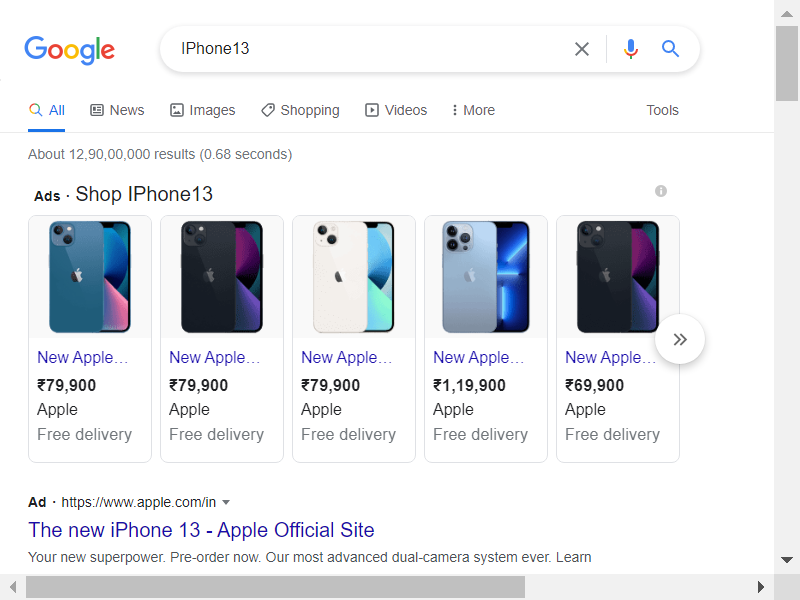 Google
IPhone13
All News Images Shopping Videos More Tools
About 12,90,00,000 results (0.68 seconds)
Ads · Shop IPhone13
New Apple… New Apple… New Apple… New Apple… New Apple…
₹79,900 ₹79,900 ₹79,900 ₹1,19,900 ₹69,900
Apple Apple Apple Apple Apple
Free delivery Free delivery Free delivery Free delivery Free delivery
Ad · https://www.apple.com/in
The new iPhone 13 - Apple Official Site
Your new superpower. Pre-order now. Our most advanced dual-camera system ever. Learn